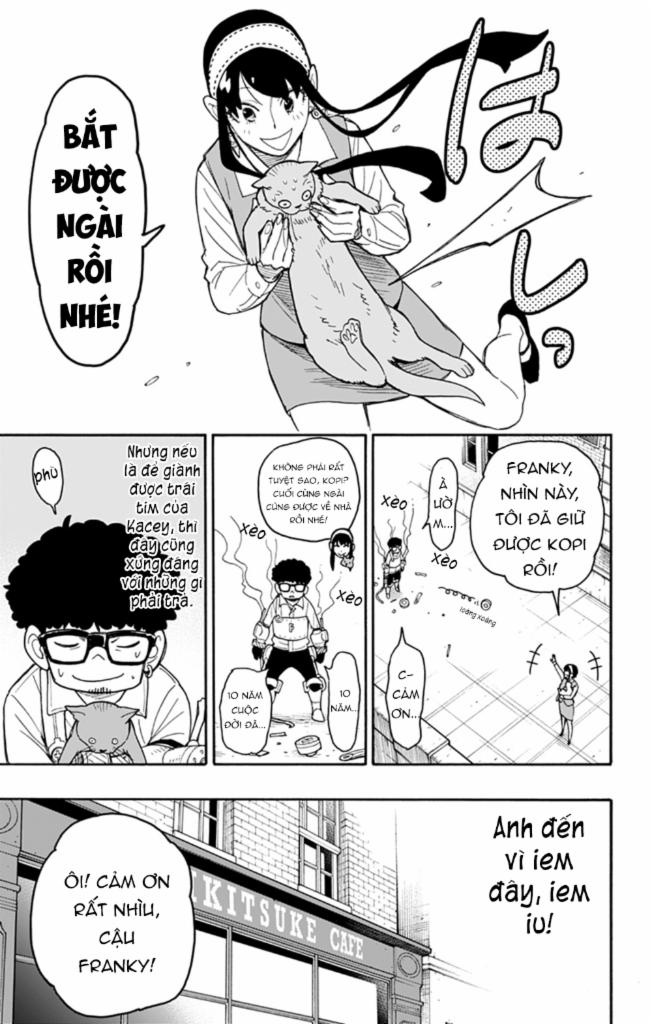 BẮT
ĐƯỢC
NGÀI
RỒI
NHÉ!
はしっ
FRANKY,
NHÌN NÀY,
TÔI ĐÃ GIỮ
ĐƯỢC KOPI
RỒI!
À
ƯỜ
M...
XÈO
XÈO
loảng xoảng
C-
CẢM
ƠN...
KHÔNG PHẢI RẤT
TUYỆT SAO, KOPI?
CUỐI CÙNG NGÀI
CŨNG ĐƯỢC VỀ NHÀ
RỒI NHÉ!
XÈO
XÈO
10
NĂM...
10 NĂM
CUỘC
ĐỜI ĐÃ...
Nhưng nếu
là để giành
được trái
tim của
Kacey, thì
đây cũng
xứng đáng
với những gì
phải trả.
phù
Anh đến
vì iem
đây, iem
iu!
ÔI! CẢM ƠN
RẤT NHÌU,
CẬU
FRANKY!
IKITSUKE CAFE